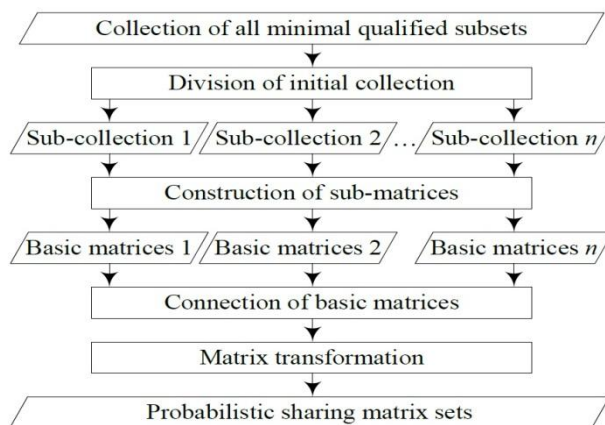 Collection of all minimal qualified subsets
Division of initial collection
Sub-collection 1 Sub-collection 2 ... Sub-collection n
Construction of sub-matrices
Basic matrices 1 Basic matrices 2 Basic matrices n
Connection of basic matrices
Matrix transformation
Probabilistic sharing matrix sets